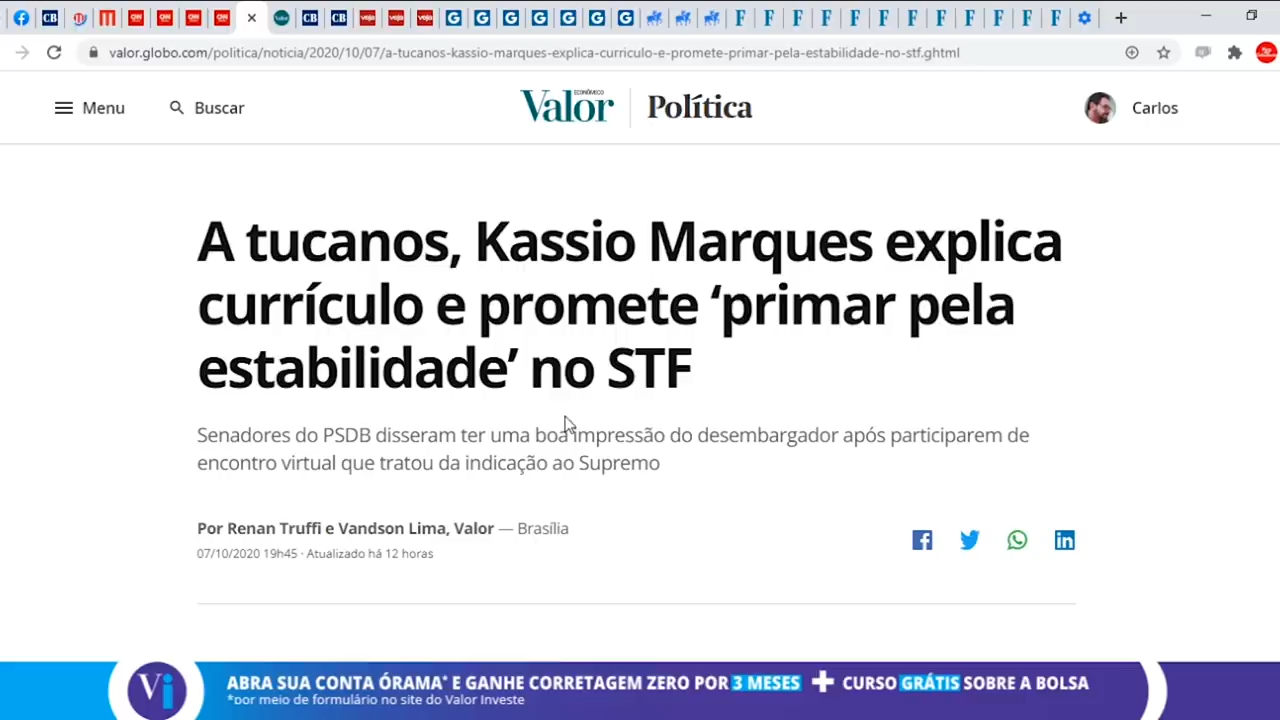 valor.globo.com/politica/noticia/2020/10/07/a-tucanos-kassio-marques-explica-curriculo-e-promete-primar-pela-estabilidade-no-stf.ghtml
Menu
Buscar
Valor ECONÔMICO
Política
Carlos
A tucanos, Kassio Marques explica
currículo e promete ‘primar pela
estabilidade’ no STF
Senadores do PSDB disseram ter uma boa impressão do desembargador após participarem de
encontro virtual que tratou da indicação ao Supremo
Por Renan Truffi e Vandson Lima, Valor — Brasília
07/10/2020 19h45 · Atualizado há 12 horas
Vi
ABRA SUA CONTA ÓRAMA* E GANHE CORRETAGEM ZERO POR 3 MESES + CURSO GRÁTIS SOBRE A BOLSA
*por meio de formulário no site do Valor Investe